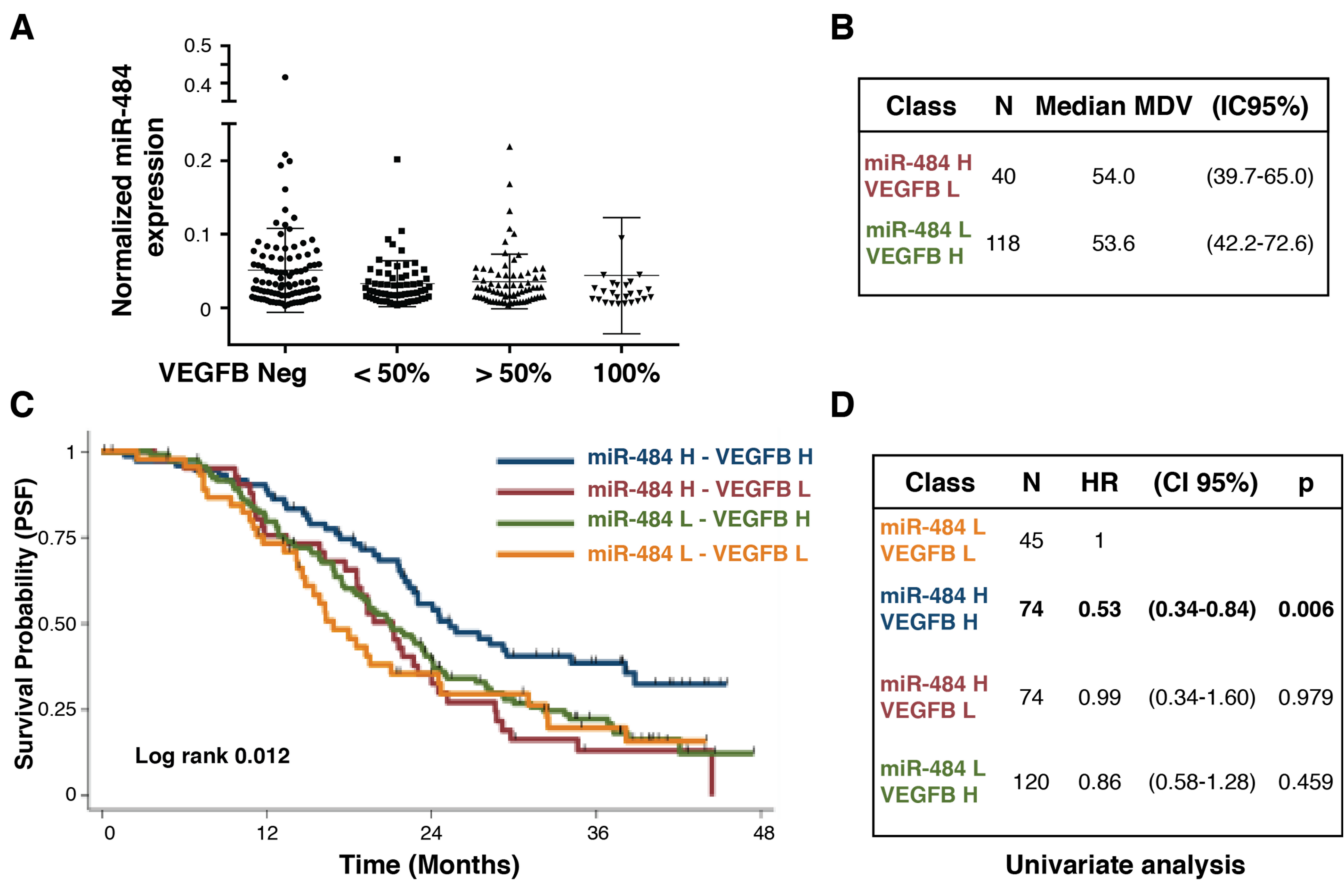 A
0.5
0.4
0.2
0.1
0
Normalized miR-484
expression
VEGFB Neg < 50% > 50% 100%
B
Class N Median MDV (IC95%)
miR-484 H
VEGFB L 40 54.0 (39.7-65.0)
miR-484 L
VEGFB H 118 53.6 (42.2-72.6)
C
1
0.75
0.50
0.25
0
Survival Probability (PSF)
miR-484 H - VEGFB H
miR-484 H - VEGFB L
miR-484 L - VEGFB H
miR-484 L - VEGFB L
Log rank 0.012
0 12 24 36 48
Time (Months)
D
Class N HR (CI 95%) p
miR-484 L
VEGFB L 45 1
miR-484 H
VEGFB H 74 0.53 (0.34-0.84) 0.006
miR-484 H
VEGFB L 74 0.99 (0.34-1.60) 0.979
miR-484 L
VEGFB H 120 0.86 (0.58-1.28) 0.459
Univariate analysis